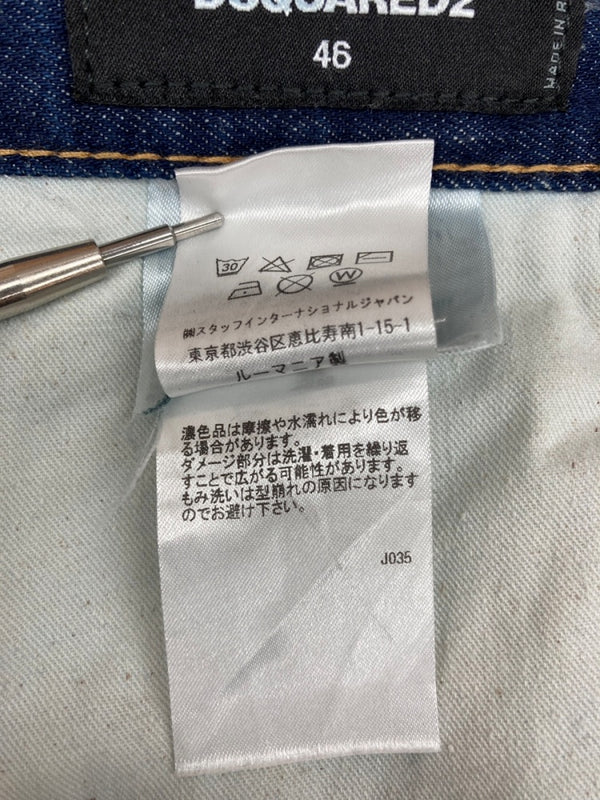 DSQUARED2
46
MADE IN R
30
W
㈱スタッフインターナショナルジャパン
東京都渋谷区恵比寿南1-15-1
ルーマニア製
濃色品は摩擦や水濡れにより色が移
る場合があります。
ダメージ部分は洗濯・着用を繰り返
すことで広がる可能性があります。
もみ洗いは型崩れの原因になります
のでお避け下さい。
J035